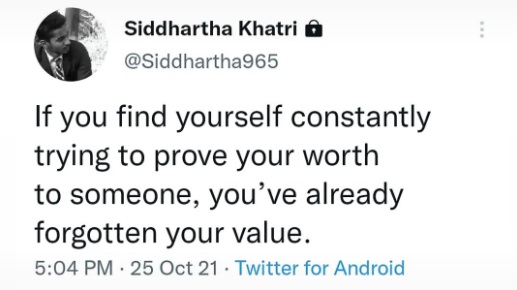 Siddhartha Khatri
@Siddhartha965
If you find yourself constantly
trying to prove your worth
to someone, you’ve already
forgotten your value.
5:04 PM · 25 Oct 21 · Twitter for Android